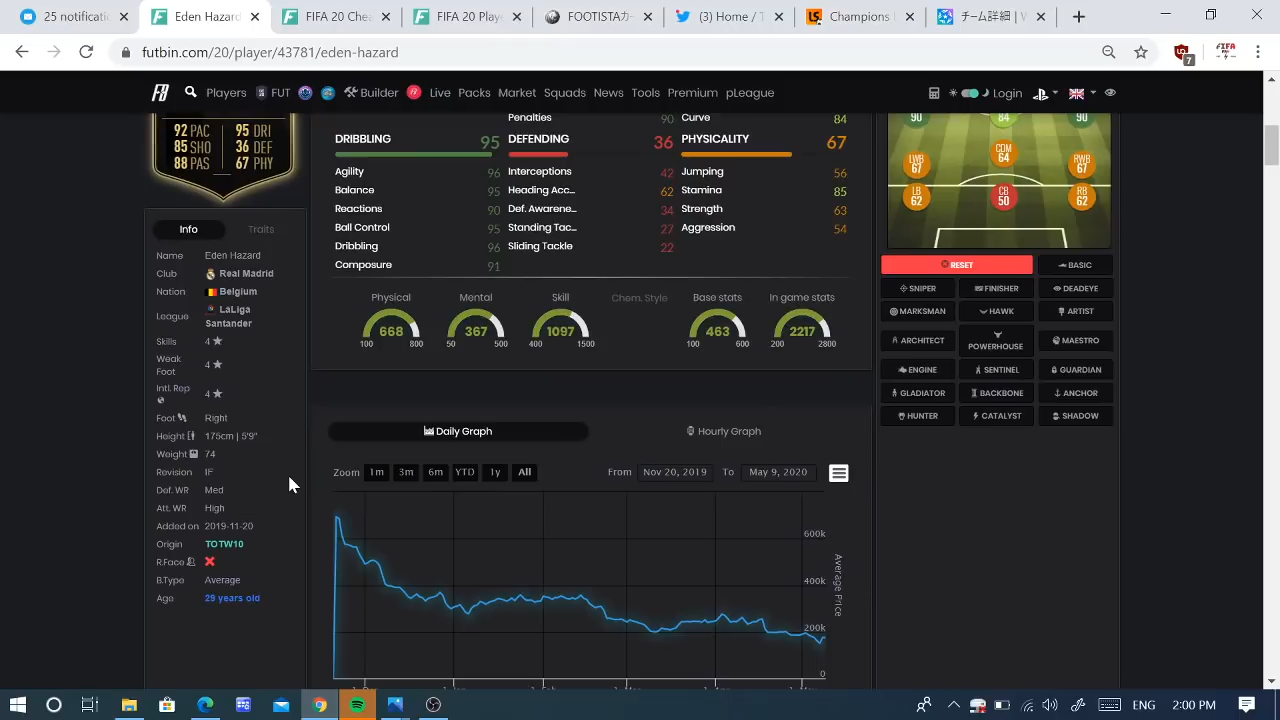 25 Notificatio
Eden Hazard
FIFA 20 Chea
FIFA 20 Playe
FOOTISTAガー
(3) Home / T
Champions L
チーム詳細 | W
futbin.com/20/player/43781/eden-hazard
7
Players FUT Builder Live Packs Market Squads News Tools Premium pLeague Login
92 PAC 95 DRI
85 SHO 36 DEF
88 PAS 67 PHY
Penalties 90
Curve 84
DRIBBLING 95 DEFENDING 36 PHYSICALITY 67
Agility 96 Interceptions 42 Jumping 56
Balance 95 Heading Acc... 62 Stamina 85
Reactions 90 Def. Awarene... 34 Strength 63
Ball Control 95 Standing Tac... 27 Aggression 54
Dribbling 96 Sliding Tackle 22
Composure 91
90 84 90
LWB 67 CDM 64 RWB 67
LB 62 CB 50 RB 62
Info Traits
Name Eden Hazard
Club Real Madrid
Nation Belgium
League LaLiga Santander
Skills 4
Weak Foot 4
Intl. Rep 4
Foot Right
Height 175cm | 5'9"
Weight 74
Revision IF
Def. WR Med
Att. WR High
Added on 2019-11-20
Origin TOTW10
R.Face
B.Type Average
Age 29 years old
Physical Mental Skill Chem. Style Base stats In game stats
668 367 1097 463 2217
100 800 50 500 400 1500 100 600 200 2800
RESET BASIC
SNIPER FINISHER DEADEYE
MARKSMAN HAWK ARTIST
ARCHITECT POWERHOUSE MAESTRO
ENGINE SENTINEL GUARDIAN
GLADIATOR BACKBONE ANCHOR
HUNTER CATALYST SHADOW
Daily Graph Hourly Graph
Zoom 1m 3m 6m YTD 1y All From Nov 20, 2019 To May 9, 2020
600k
400k
200k
0
Average Price
ENG 2:00 PM